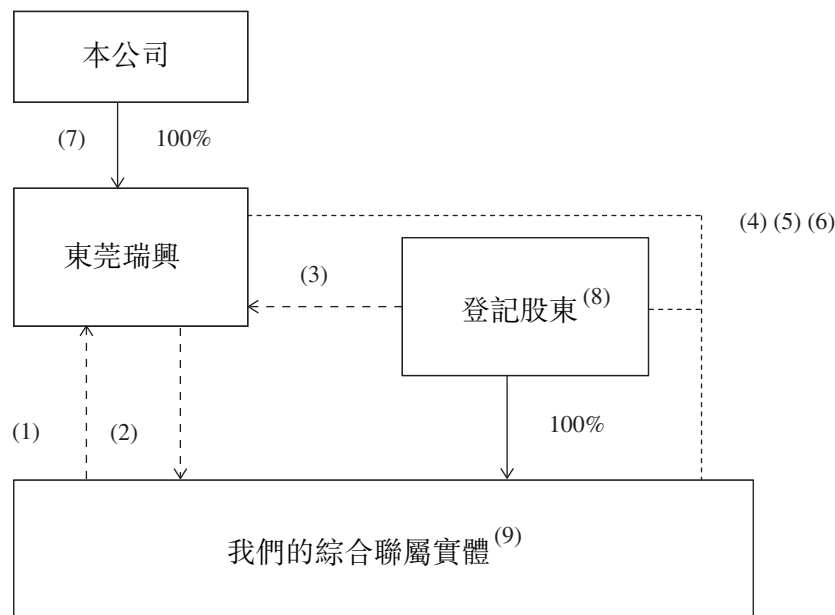 本公司
(7) 100%
東莞瑞興
(4) (5) (6)
(3)
登記股東(8)
(1) (2)
100%
我們的綜合聯屬實體(9)